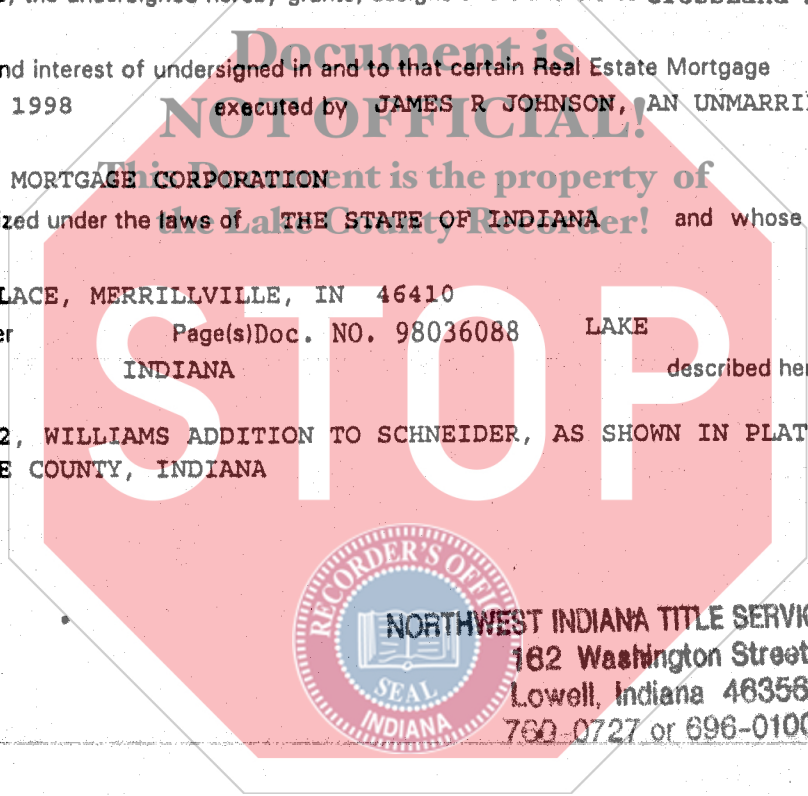 the undersigned hereby grants,
Document is
nd interest of undersigned in and to that certain Real Estate Mortgage
1998 executed by JAMES R JOHNSON, AN UNMARRI
NOT OFFICIAL!
MORTGAGE CORPORATION
This Document is the property of
zed under the laws of THE STATE OF INDIANA and whose
the Lake County Recorder!
LACE, MERRILLVILLE, IN 46410
er Page(s)Doc. NO. 98036088 LAKE
INDIANA described her
STOP
2, WILLIAMS ADDITION TO SCHNEIDER, AS SHOWN IN PLAT
E COUNTY, INDIANA
RECORDER'S OFFICE
SEAL
INDIANA
NORTHWEST INDIANA TITLE SERVIC
162 Washington Street
Lowell, Indiana 46356
760-0727 or 696-0100